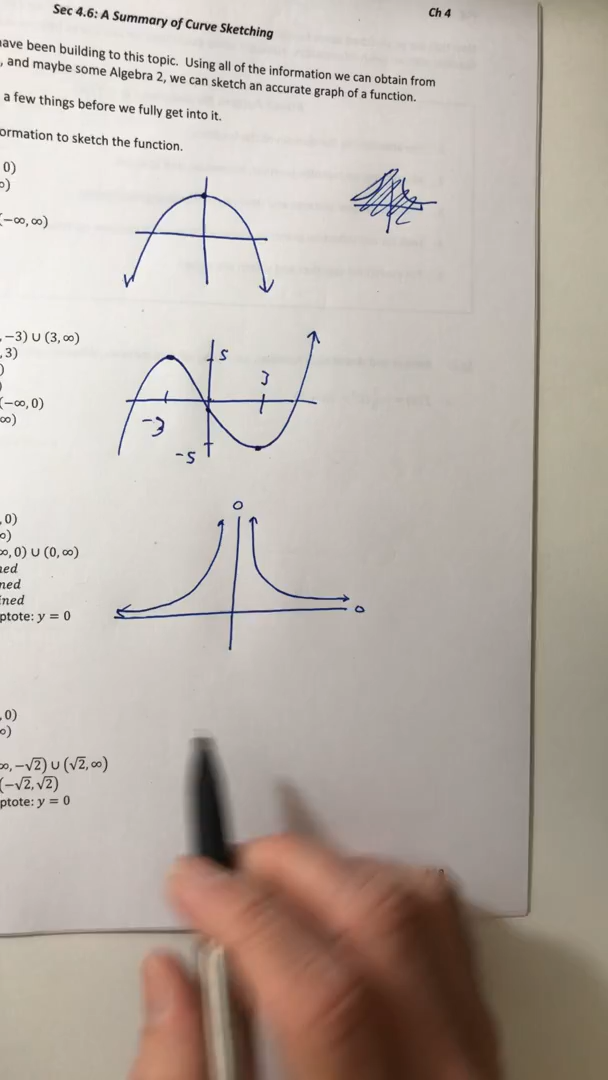 Sec 4.6: A Summary of Curve Sketching
Ch 4
have been building to this topic. Using all of the information we can obtain from
, and maybe some Algebra 2, we can sketch an accurate graph of a function.
a few things before we fully get into it.
ormation to sketch the function.
0)
∞)
(−∞, ∞)
, −3) ∪ (3, ∞)
, 3)
)
)
(−∞, 0)
∞)
5
3
-3
-5
, 0)
∞)
∞, 0) ∪ (0, ∞)
ned
ned
ined
ptote: y = 0
0
0
, 0)
∞)
∞, −√2) ∪ (√2, ∞)
(−√2, √2)
ptote: y = 0